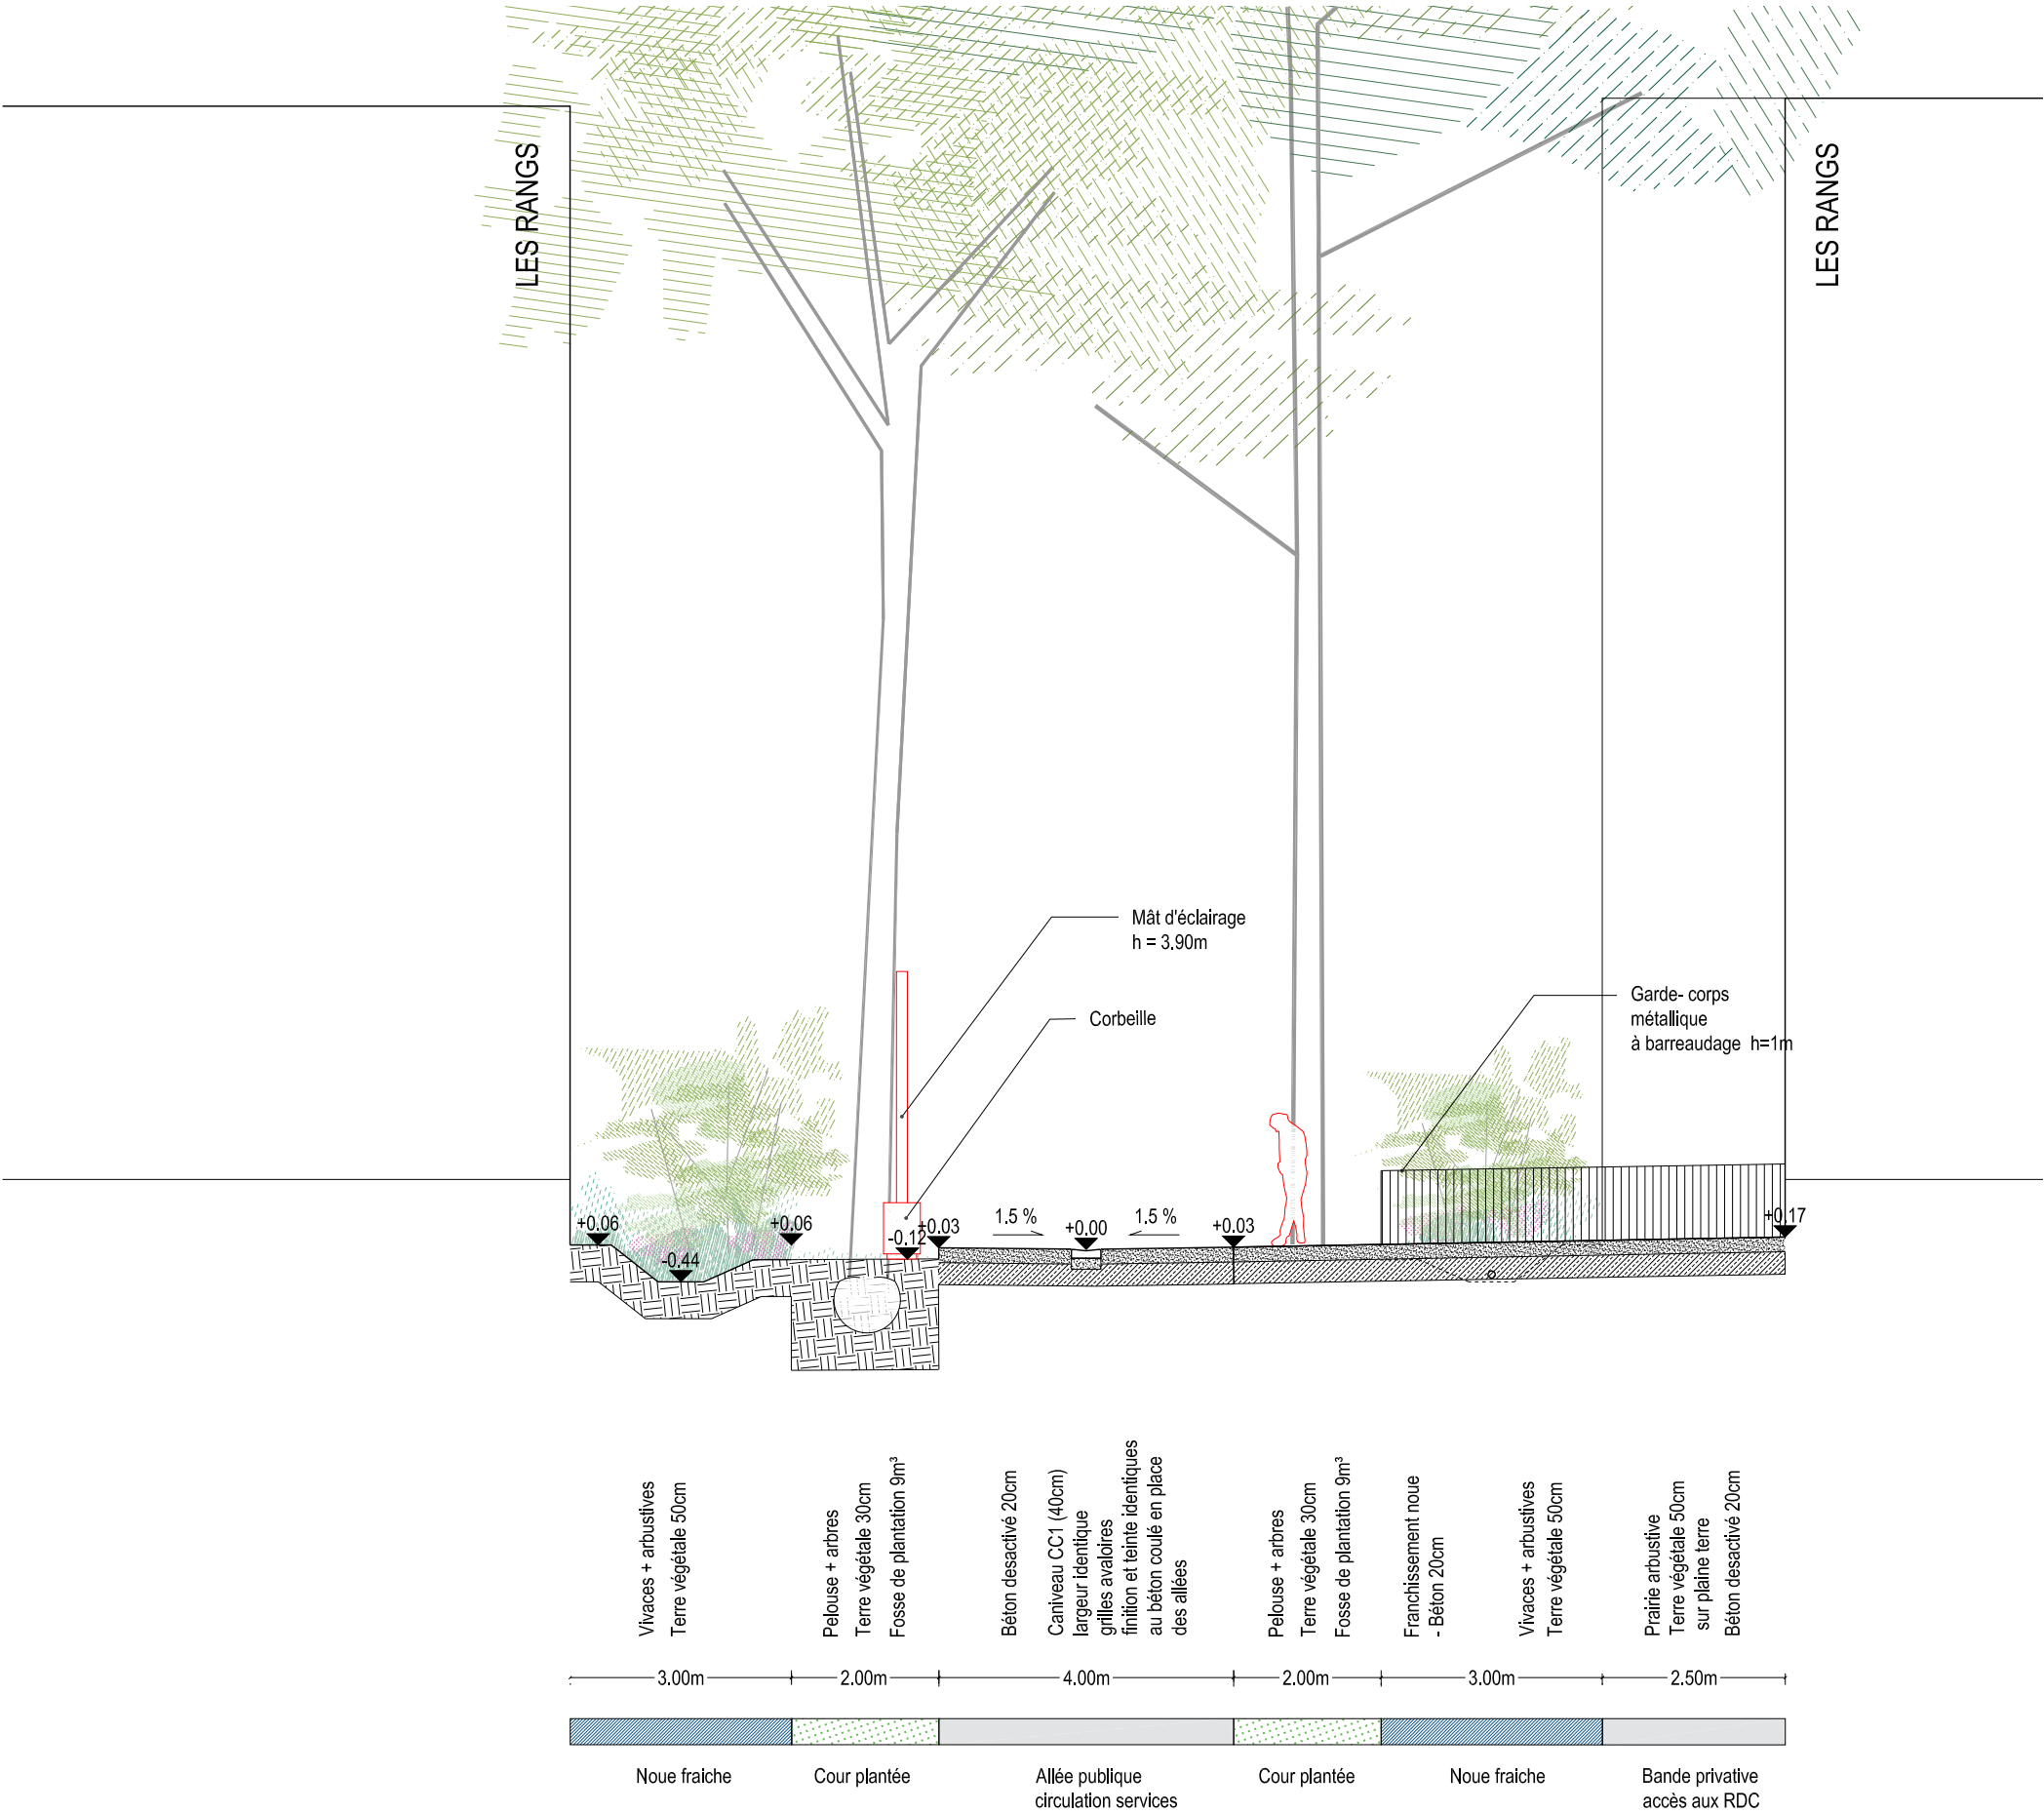 LES RANGS
LES RANGS
Mât d'éclairage
h = 3.90m
Corbeille
Garde- corps
métallique
à barreaudage h=1m
+0.06
-0.44
+0.06
-0.12
+0.03
1.5 %
+0.00
1.5 %
+0.03
+0.17
Vivaces + arbustives
Terre végétale 50cm
Pelouse + arbres
Terre végétale 30cm
Fosse de plantation 9m³
Béton desactivé 20cm
Caniveau CC1 (40cm)
largeur identique
grilles avaloires
finition et teinte identiques
au béton coulé en place
des allées
Pelouse + arbres
Terre végétale 30cm
Fosse de plantation 9m³
Franchissement noue
- Béton 20cm
Vivaces + arbustives
Terre végétale 50cm
Prairie arbustive
Terre végétale 50cm
sur plaine terre
Béton desactivé 20cm
3.00m
2.00m
4.00m
2.00m
3.00m
2.50m
Noue fraiche
Cour plantée
Allée publique
circulation services
Cour plantée
Noue fraiche
Bande privative
accès aux RDC